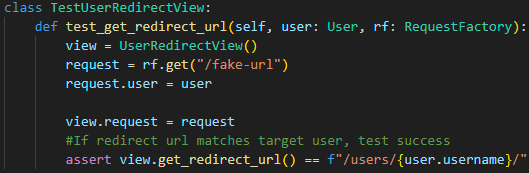 class TestUserRedirectView:
    def test_get_redirect_url(self, user: User, rf: RequestFactory):
        view = UserRedirectView()
        request = rf.get("/fake-url")
        request.user = user

        view.request = request
        #If redirect url matches target user, test success
        assert view.get_redirect_url() == f"/users/{user.username}/"